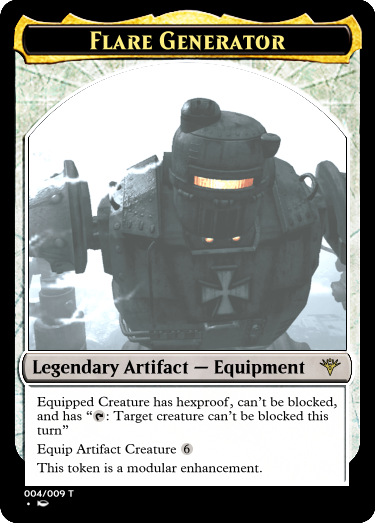 FLARE GENERATOR
Legendary Artifact — Equipment
Equipped Creature has hexproof, can't be blocked,
and has “: Target creature can't be blocked this
turn”
Equip Artifact Creature 6
This token is a modular enhancement.
004/009 T